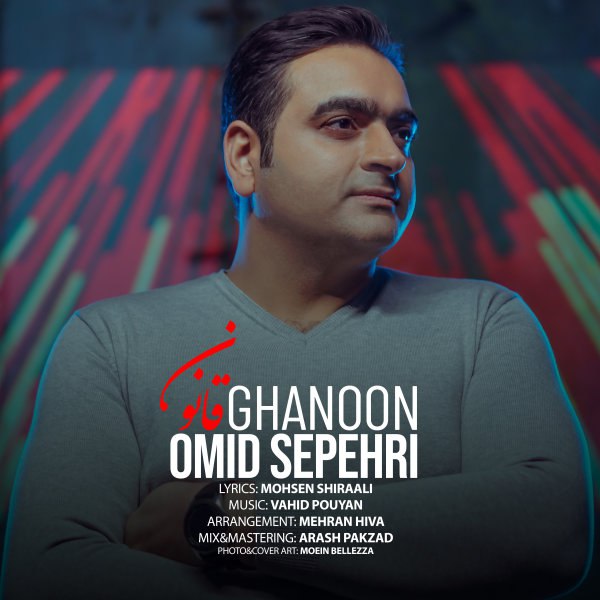 قانون GHANOON
OMID SEPEHRI
LYRICS: MOHSEN SHIRAALI
MUSIC: VAHID POUYAN
ARRANGEMENT: MEHRAN HIVA
MIX&MASTERING: ARASH PAKZAD
PHOTO&COVER ART: MOEIN BELLEZZA